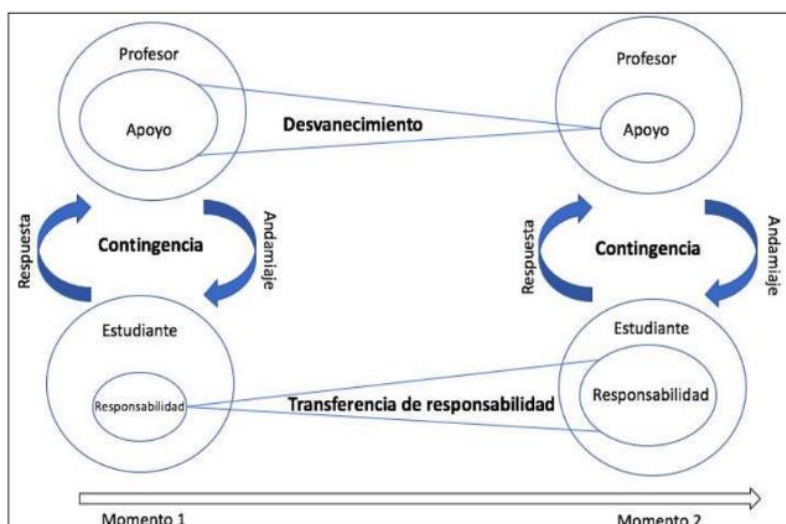 Profesor
Profesor
Apoyo
Desvanecimiento
Apoyo
Respuesta
Contingencia
Andamiaje
Respuesta
Contingencia
Andamiaje
Estudiante
Estudiante
Responsabilidad
Transferencia de responsabilidad
Responsabilidad
Momento 1
Momento 2